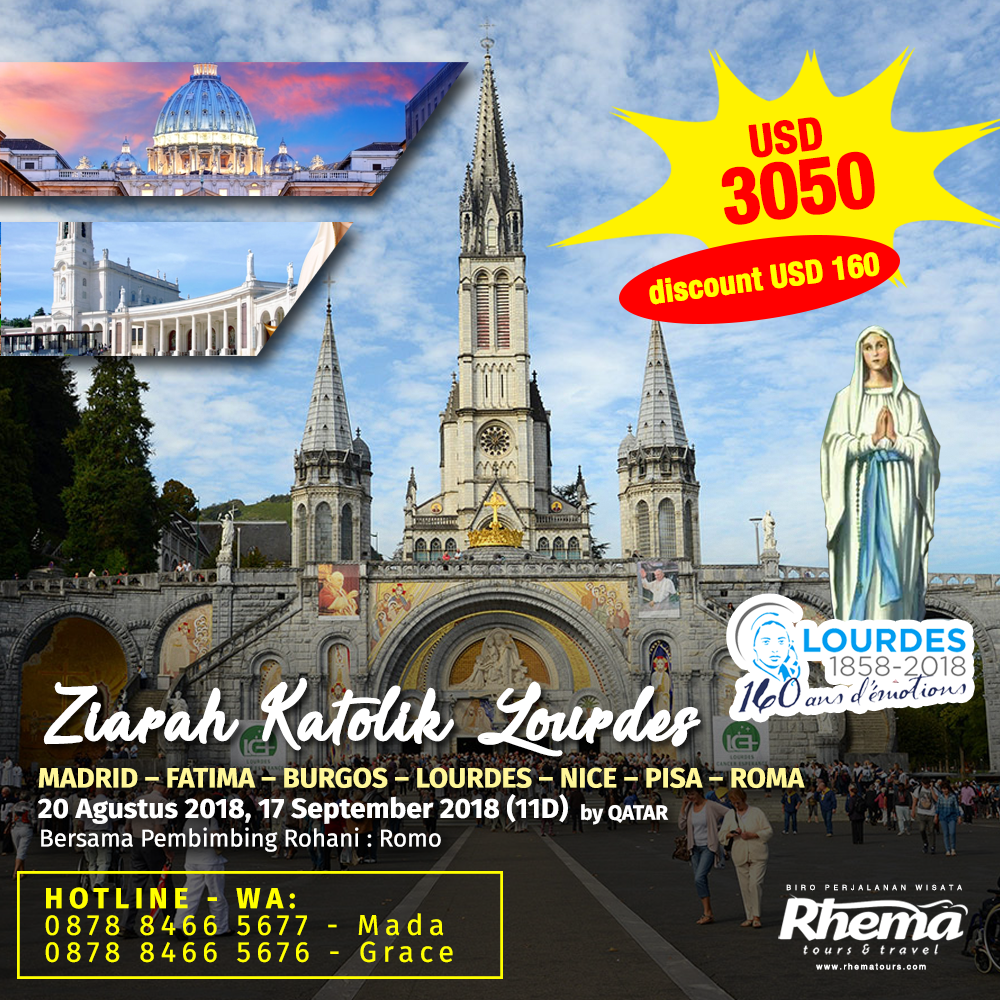 USD
3050
discount USD 160
LOURDES
1858-2018
160 ans d'émotions
Ziarah Katolik Lourdes
MADRID – FATIMA – BURGOS – LOURDES – NICE – PISA – ROMA
20 Agustus 2018, 17 September 2018 (11D) by QATAR
Bersama Pembimbing Rohani : Romo
HOTLINE - WA:
0878 8466 5677 - Mada
0878 8466 5676 - Grace
BIRO PERJALANAN WISATA
Rhema
tours & travel
www.rhematours.com